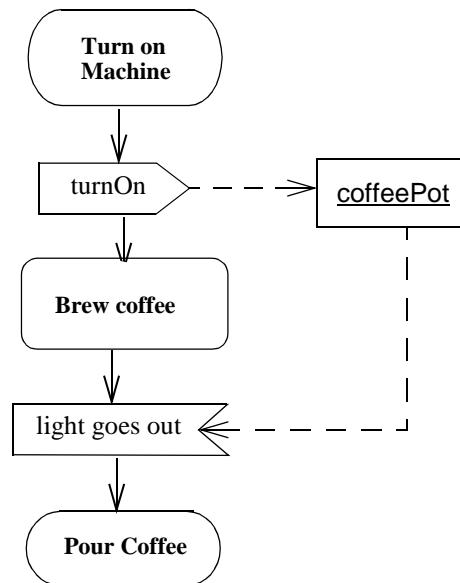 Turn on
Machine
turnOn
coffeePot
Brew coffee
light goes out
Pour Coffee